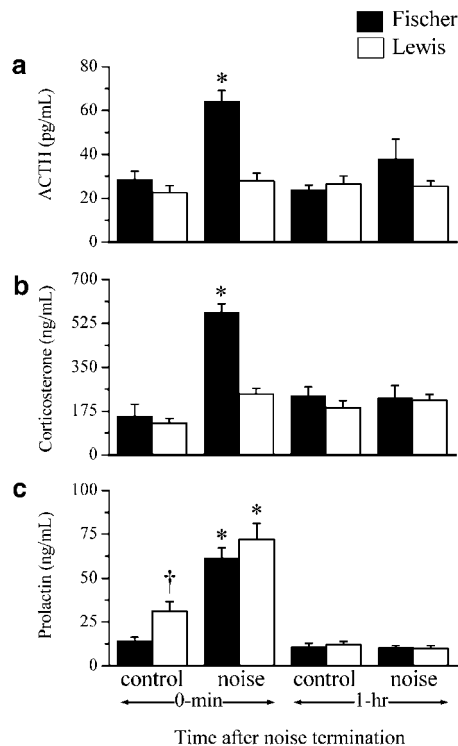 Fischer
Lewis
a
80
60
40
20
0
ACTH (pg/mL)
*
b
700
525
350
175
0
Corticosterone (ng/mL)
*
c
100
75
50
25
0
Prolactin (ng/mL)
†
*
*
control noise control noise
0-min 1-hr
Time after noise termination